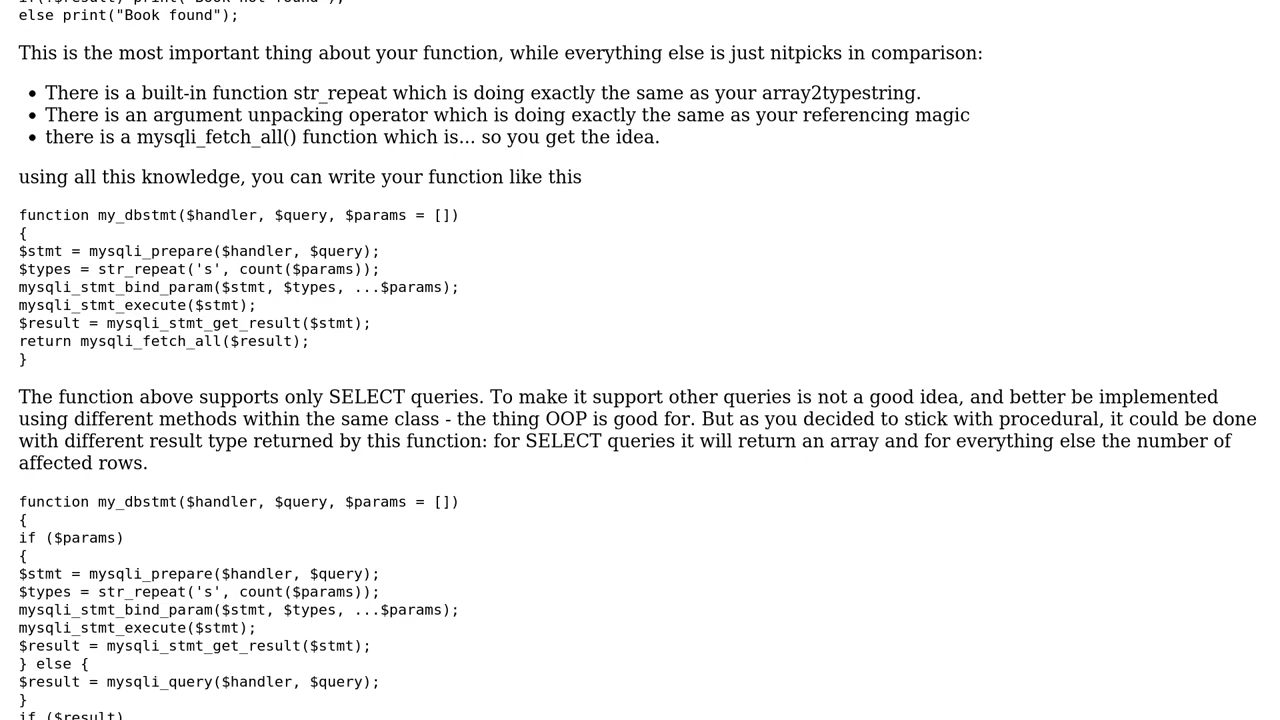 if(!$result) print("Book not found");
else print("Book found");
This is the most important thing about your function, while everything else is just nitpicks in comparison:
There is a built-in function str_repeat which is doing exactly the same as your array2typestring.
There is an argument unpacking operator which is doing exactly the same as your referencing magic
there is a mysqli_fetch_all() function which is... so you get the idea.
using all this knowledge, you can write your function like this
function my_dbstmt($handler, $query, $params = [])
{
$stmt = mysqli_prepare($handler, $query);
$types = str_repeat('s', count($params));
mysqli_stmt_bind_param($stmt, $types, ...$params);
mysqli_stmt_execute($stmt);
$result = mysqli_stmt_get_result($stmt);
return mysqli_fetch_all($result);
}
The function above supports only SELECT queries. To make it support other queries is not a good idea, and better be implemented
using different methods within the same class - the thing OOP is good for. But as you decided to stick with procedural, it could be done
with different result type returned by this function: for SELECT queries it will return an array and for everything else the number of
affected rows.
function my_dbstmt($handler, $query, $params = [])
{
if ($params)
{
$stmt = mysqli_prepare($handler, $query);
$types = str_repeat('s', count($params));
mysqli_stmt_bind_param($stmt, $types, ...$params);
mysqli_stmt_execute($stmt);
$result = mysqli_stmt_get_result($stmt);
} else {
$result = mysqli_query($handler, $query);
}
if ($result)